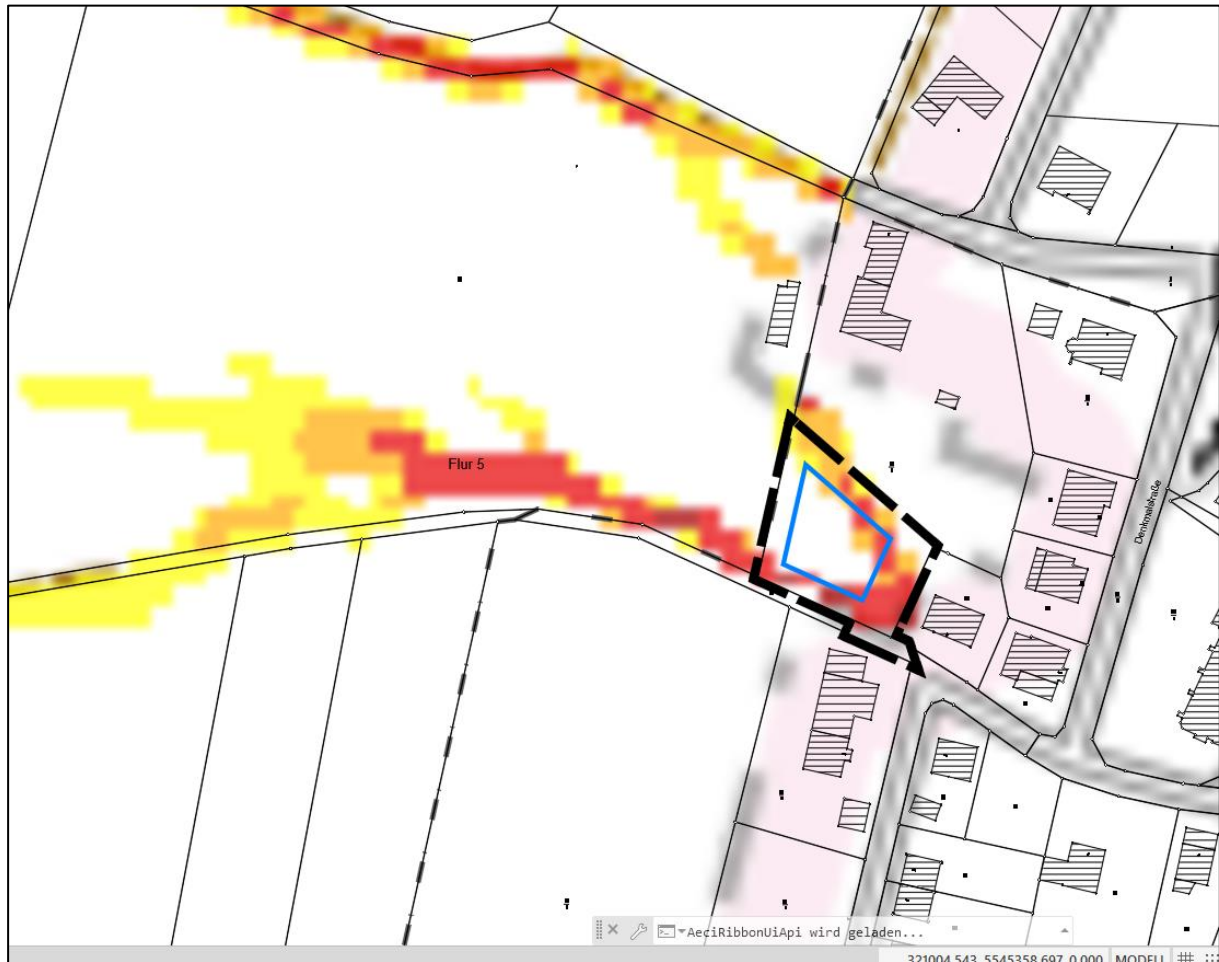 Flur 5
Denkmalstraße
AeciRibbonUiApi wird geladen...
321004.543, 5545358.697, 0.000 MODELL